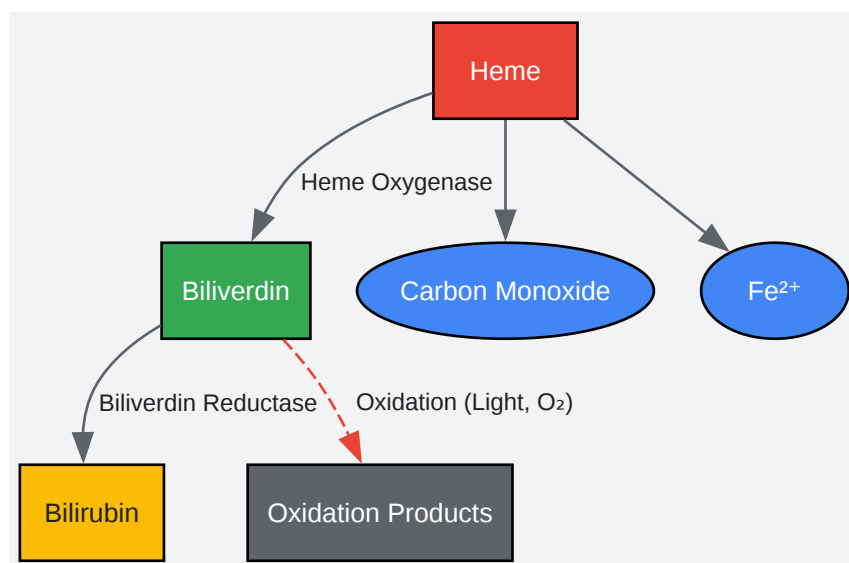 Heme
Heme Oxygenase
Biliverdin
Carbon Monoxide
Fe²⁺
Biliverdin Reductase
Oxidation (Light, O₂)
Bilirubin
Oxidation Products